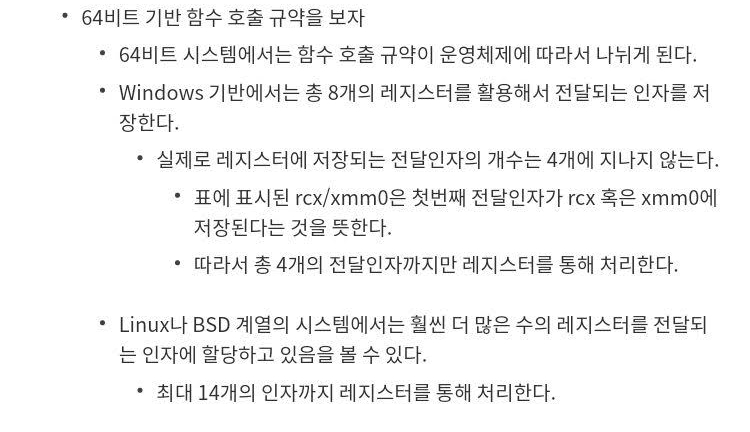 • 64비트 기반 함수 호출 규약을 보자
• 64비트 시스템에서는 함수 호출 규약이 운영체제에 따라서 나뉘게 된다.
• Windows 기반에서는 총 8개의 레지스터를 활용해서 전달되는 인자를 저
장한다.
• 실제로 레지스터에 저장되는 전달인자의 개수는 4개에 지나지 않는다.
• 표에 표시된 rcx/xmm0은 첫번째 전달인자가 rcx 혹은 xmm0에
저장된다는 것을 뜻한다.
• 따라서 총 4개의 전달인자까지만 레지스터를 통해 처리한다.
• Linux나 BSD 계열의 시스템에서는 훨씬 더 많은 수의 레지스터를 전달되
는 인자에 할당하고 있음을 볼 수 있다.
• 최대 14개의 인자까지 레지스터를 통해 처리한다.